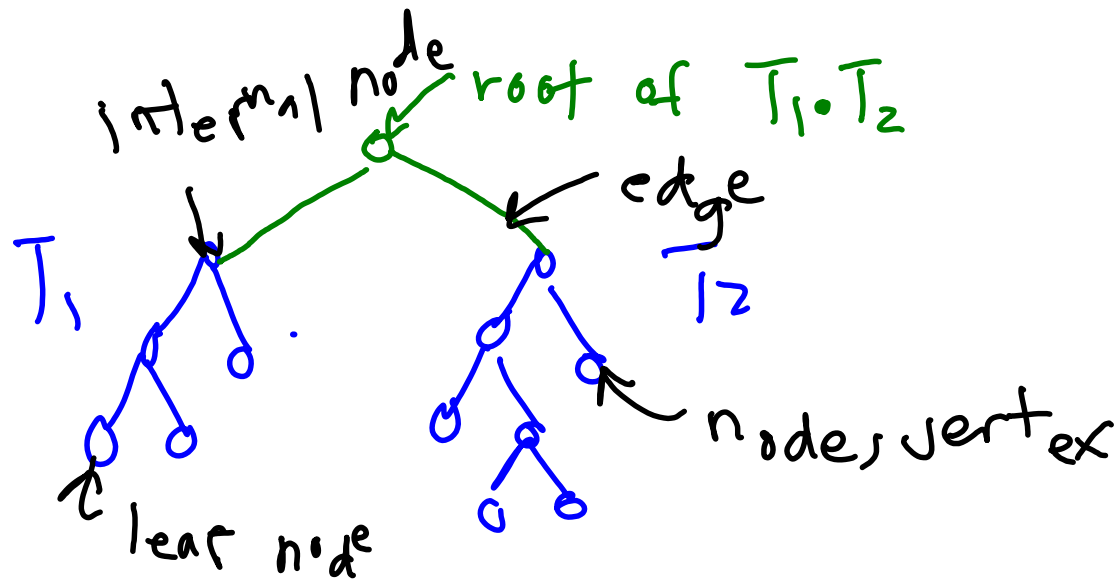 internal node
root of T₁·T₂
edge
T₁
T₂
node, vertex
leaf node